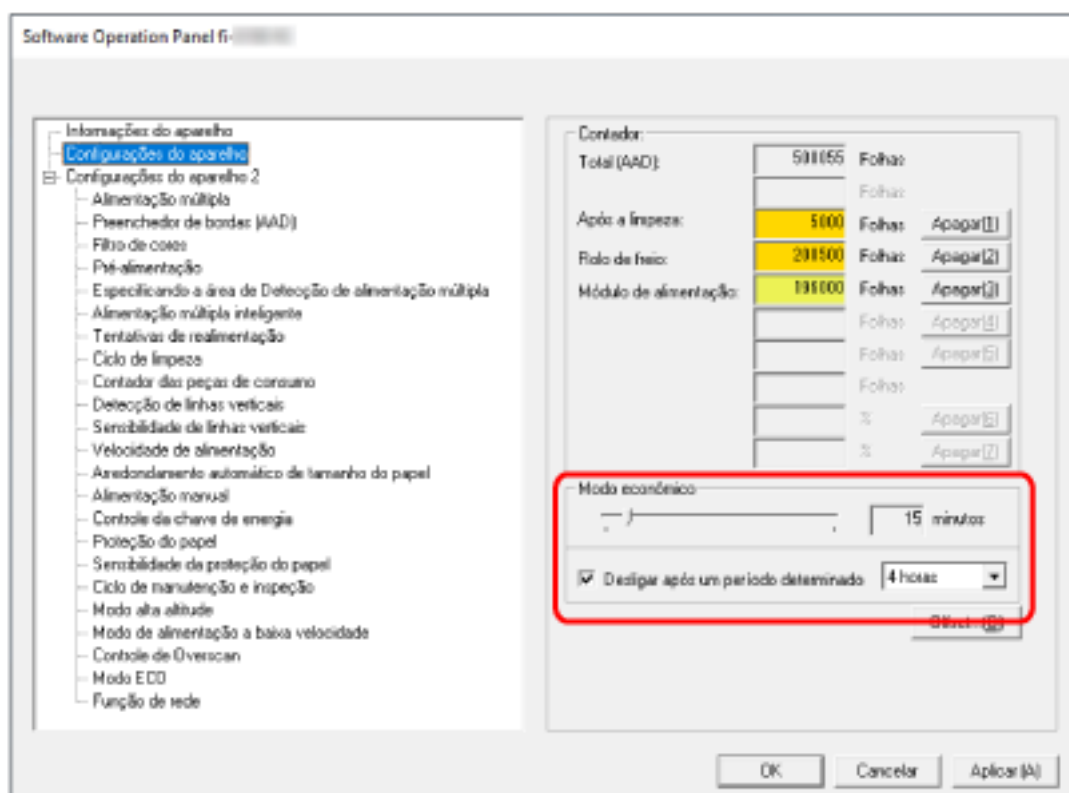 Software Operation Panel fi-
Informações do aparelho
Configurações do aparelho
Configurações do aparelho 2
Alimentação múltipla
Preenchedor de bordas (AAD)
Filtro de cores
Pré-alimentação
Especificando a área de Detecção de alimentação múltipla
Alimentação múltipla inteligente
Tentativas de realimentação
Ciclo de limpeza
Contador das peças de consumo
Detecção de linhas verticais
Sensibilidade de linhas verticais
Velocidade de alimentação
Arredondamento automático de tamanho do papel
Alimentação manual
Controle da chave de energia
Proteção do papel
Sensibilidade da proteção do papel
Ciclo de manutenção e inspeção
Modo alta altitude
Modo de alimentação a baixa velocidade
Controle de Overscan
Modo ECO
Função de rede
Contador:
Total (AAD): 501055 Folhas
Folhas
Após a limpeza: 5000 Folhas Apagar(1)
Rolo de freio: 200500 Folhas Apagar(2)
Módulo de alimentação: Folhas Apagar(3)
Folhas Apagar(4)
Folhas Apagar(5)
Folhas
% Apagar(6)
% Apagar(7)
Modo econômico
15 minutos
Desligar após um período determinado 4 horas
OK Cancelar Aplicar (A)